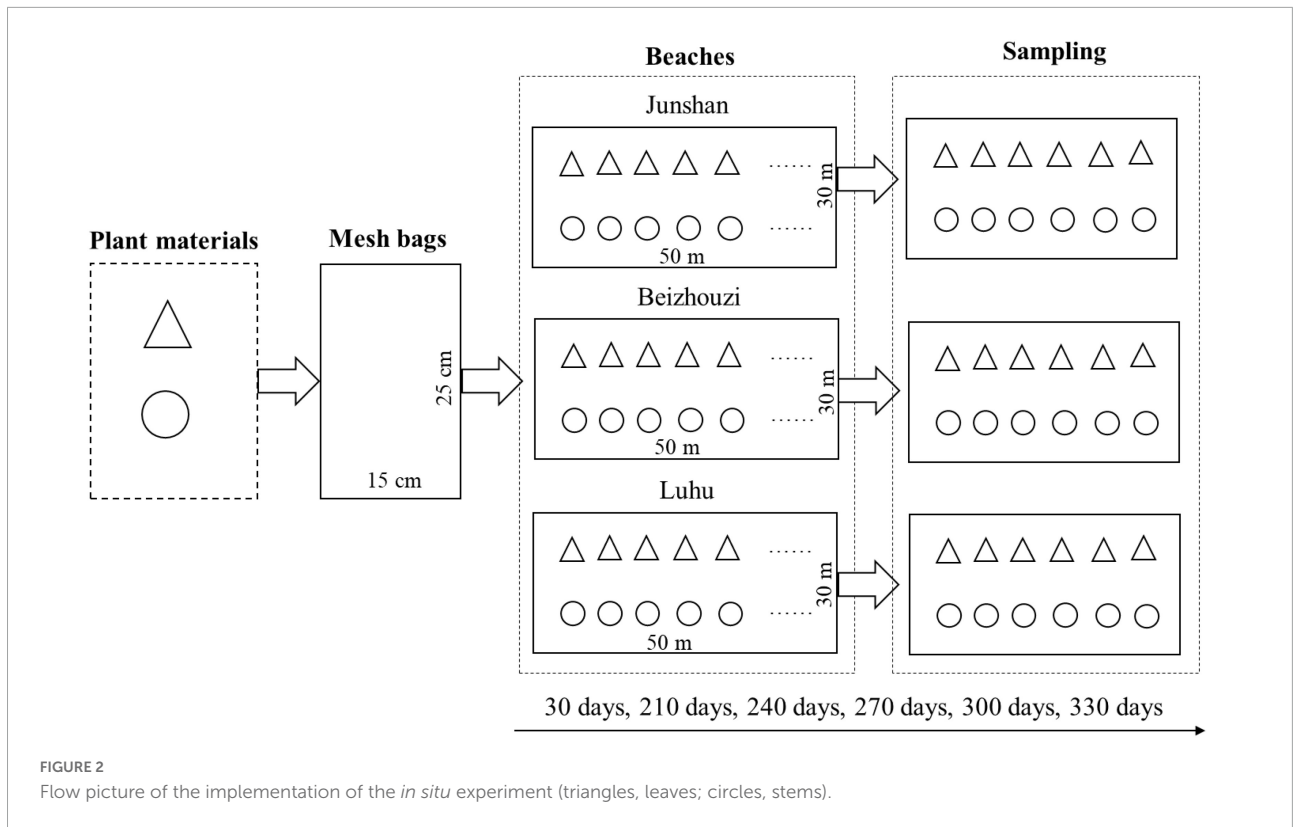 Plant materials
Mesh bags
25 cm
15 cm
Beaches
Junshan
......
30 m
......
50 m
Beizhouzi
......
30 m
......
50 m
Luhu
......
30 m
......
50 m
Sampling
30 days, 210 days, 240 days, 270 days, 300 days, 330 days
FIGURE 2
Flow picture of the implementation of the in situ experiment (triangles, leaves; circles, stems).